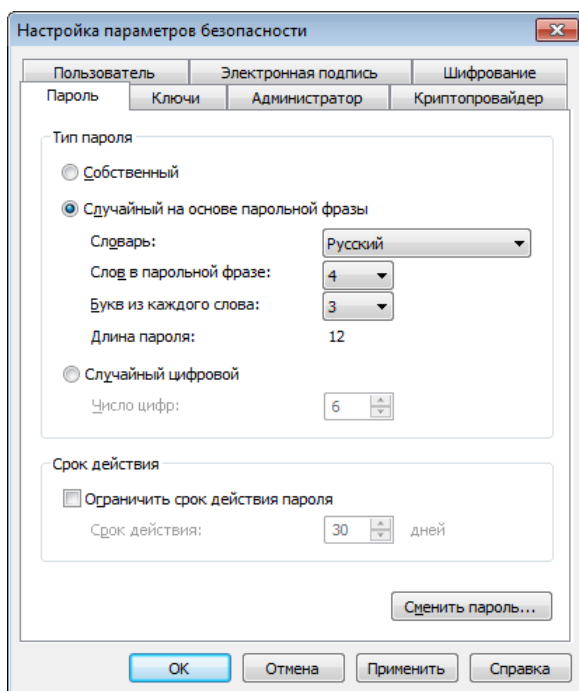 Настройка параметров безопасности
Пользователь Электронная подпись Шифрование
Пароль Ключи Администратор Криптопровайдер
Тип пароля
Собственный
Случайный на основе парольной фразы
Словарь: Русский
Слов в парольной фразе: 4
Букв из каждого слова: 3
Длина пароля: 12
Случайный цифровой
Число цифр: 6
Срок действия
Ограничить срок действия пароля
Срок действия: 30 дней
Сменить пароль...
ОК Отмена Применить Справка